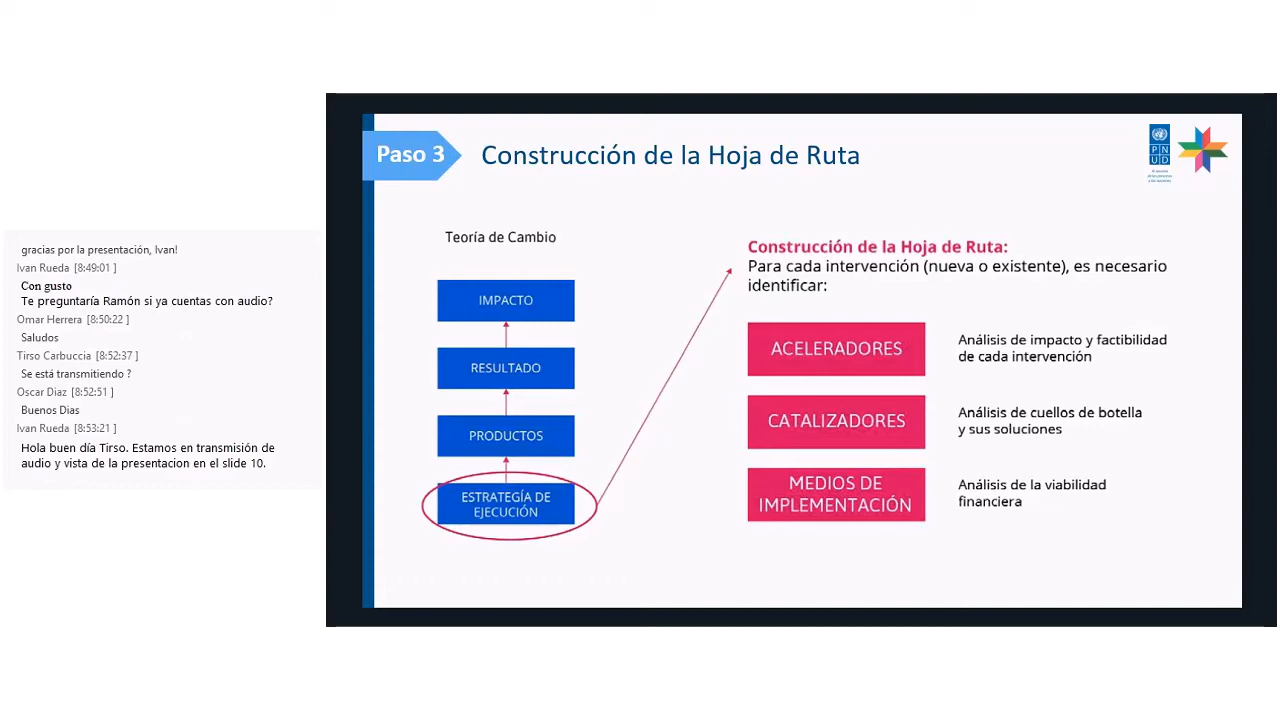 gracias por la presentación, Ivan!
Ivan Rueda [8:49:01 ]
Con gusto
Te preguntaría Ramón si ya cuentas con audio?
Omar Herrera [8:50:22 ]
Saludos
Tirso Carbuccia [8:52:37 ]
Se está transmitiendo ?
Oscar Diaz [8:52:51 ]
Buenos Dias
Ivan Rueda [8:53:21 ]
Hola buen día Tirso. Estamos en transmisión de
audio y vista de la presentacion en el slide 10.
Paso 3
Construcción de la Hoja de Ruta
P N
U D
Teoría de Cambio
IMPACTO
RESULTADO
PRODUCTOS
ESTRATEGÍA DE
EJECUCIÓN
Construcción de la Hoja de Ruta:
Para cada intervención (nueva o existente), es necesario
identificar:
ACELERADORES
Análisis de impacto y factibilidad
de cada intervención
CATALIZADORES
Análisis de cuellos de botella
y sus soluciones
MEDIOS DE
IMPLEMENTACIÓN
Análisis de la viabilidad
financiera